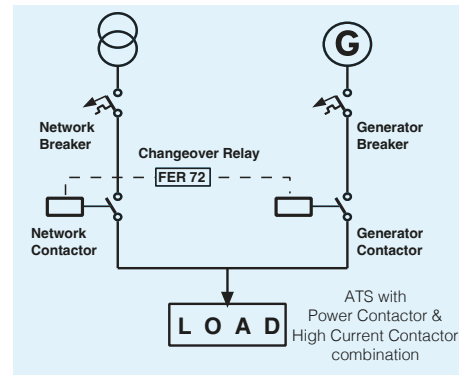 G
Network
Breaker
Generator
Breaker
Changeover Relay
FER 72
Network
Contactor
Generator
Contactor
LOAD
ATS with
Power Contactor &
High Current Contactor
combination